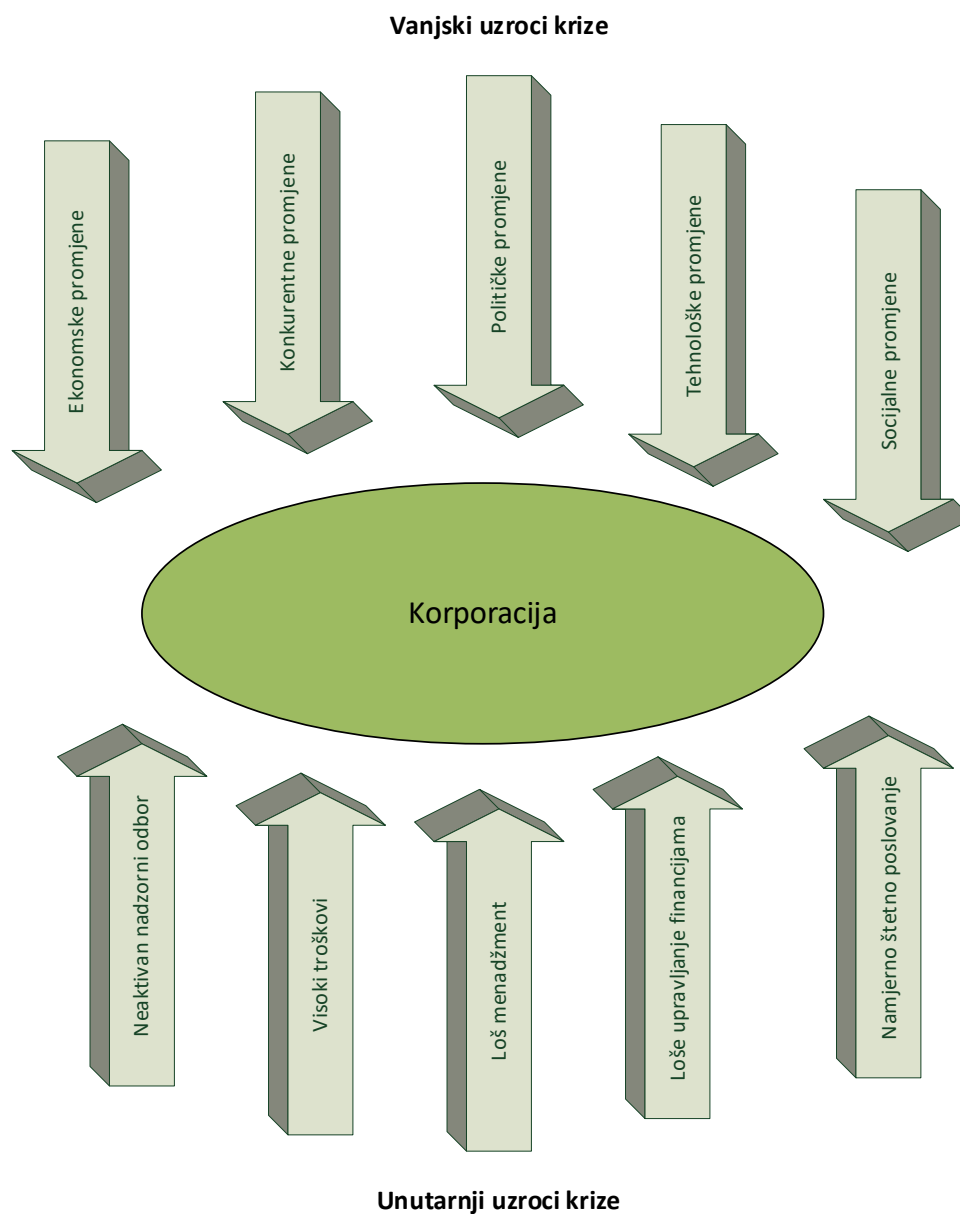 Vanjski uzroci krize
Ekonomske promjene
Konkurentne promjene
Političke promjene
Tehnološke promjene
Socijalne promjene
Korporacija
Neaktivan nadzorni odbor
Visoki troškovi
Loš menadžment
Loše upravljanje financijama
Namjerno štetno poslovanje
Unutarnji uzroci krize